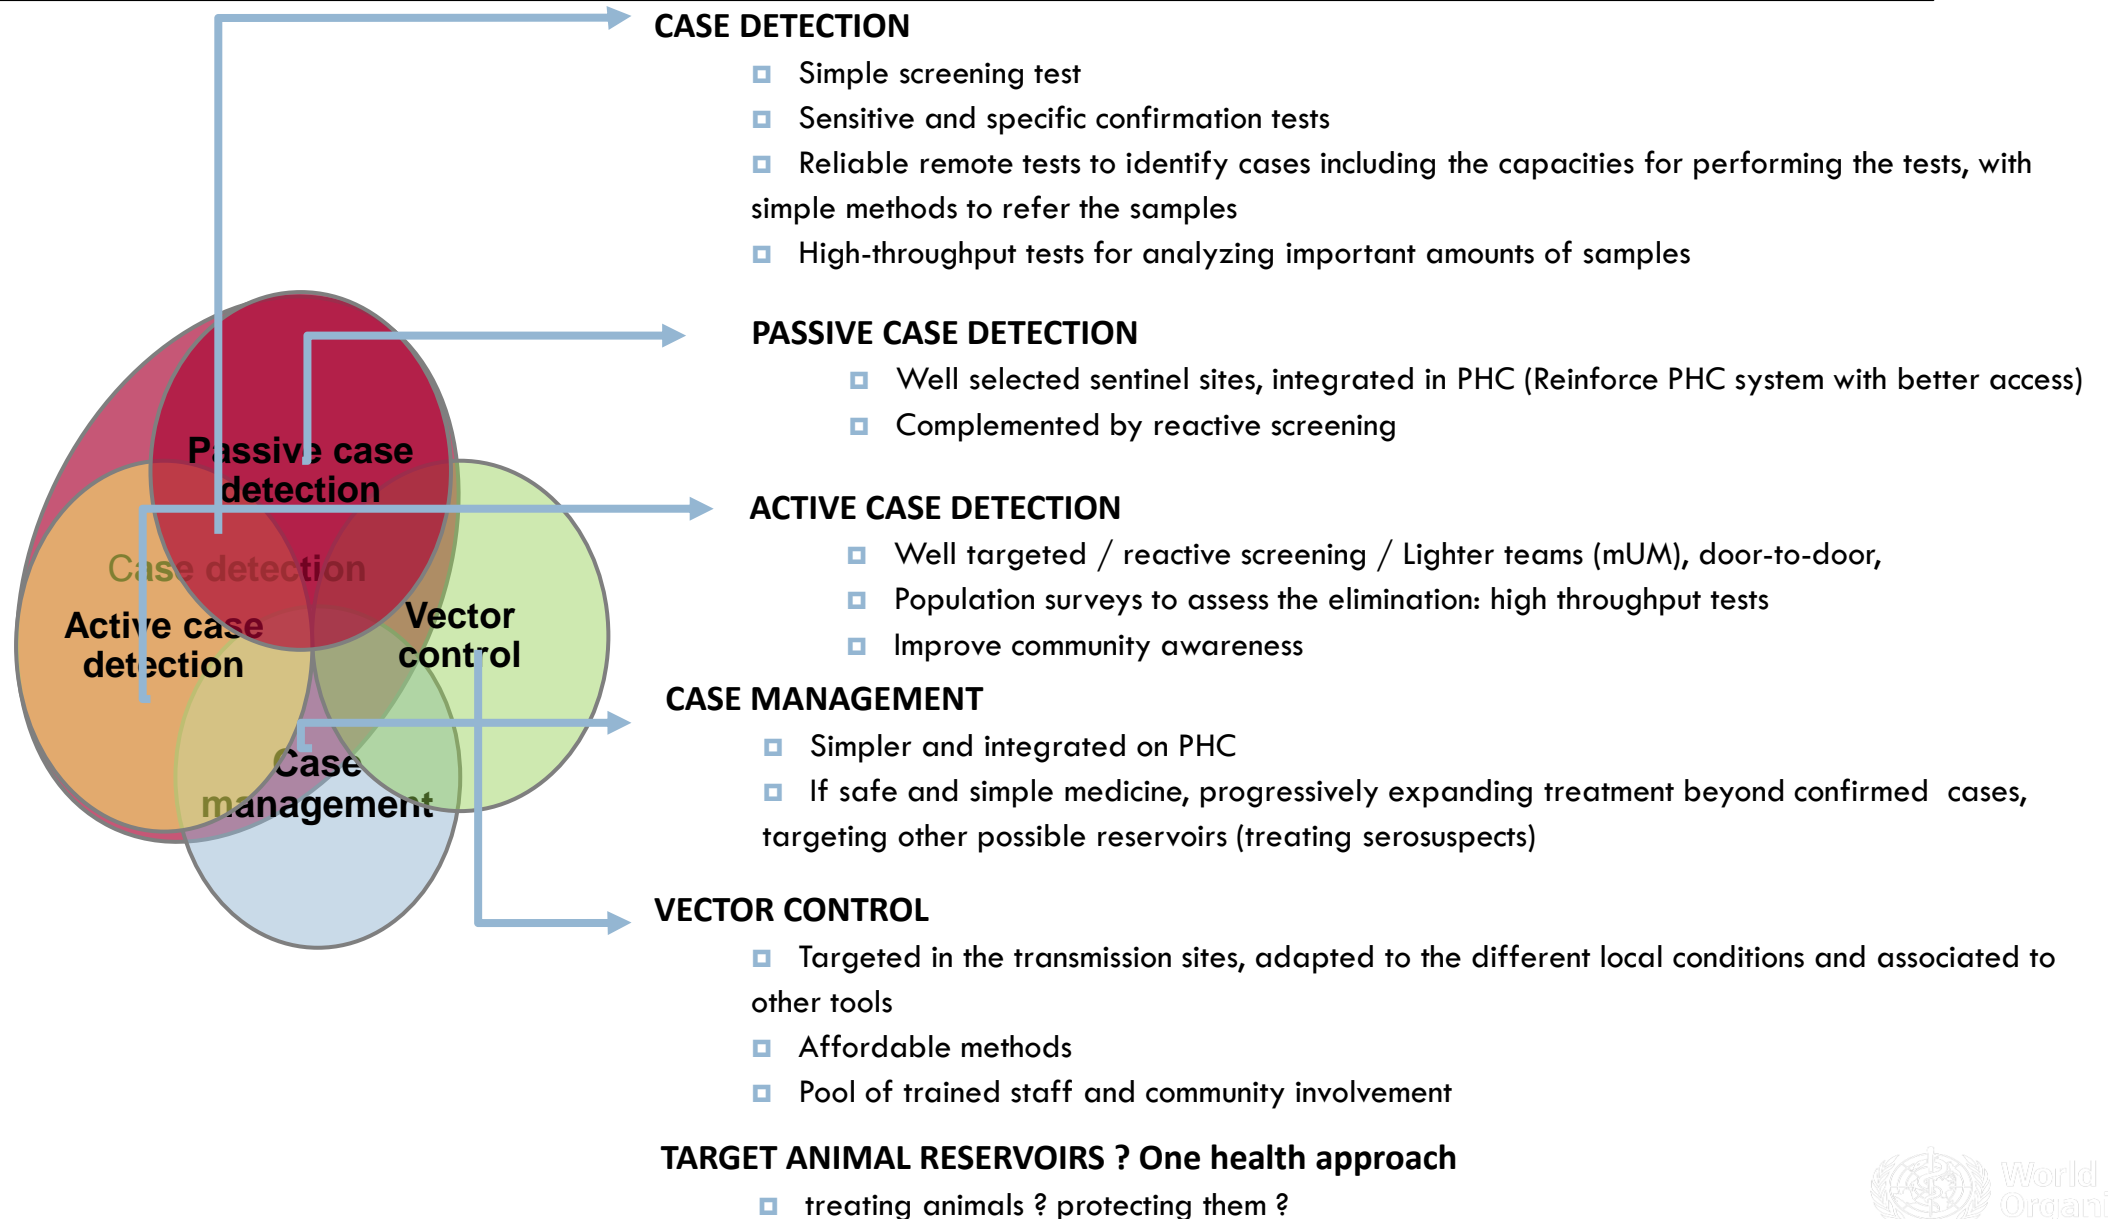 CASE DETECTION
Simple screening test
Sensitive and specific confirmation tests
Reliable remote tests to identify cases including the capacities for performing the tests, with
simple methods to refer the samples
High-throughput tests for analyzing important amounts of samples
PASSIVE CASE DETECTION
Well selected sentinel sites, integrated in PHC (Reinforce PHC system with better access)
Complemented by reactive screening
ACTIVE CASE DETECTION
Well targeted / reactive screening / Lighter teams (mUM), door-to-door,
Population surveys to assess the elimination: high throughput tests
Improve community awareness
CASE MANAGEMENT
Simpler and integrated on PHC
If safe and simple medicine, progressively expanding treatment beyond confirmed  cases,
targeting other possible reservoirs (treating serosuspects)
VECTOR CONTROL
Targeted in the transmission sites, adapted to the different local conditions and associated to
other tools
Affordable methods
Pool of trained staff and community involvement
TARGET ANIMAL RESERVOIRS ? One health approach
treating animals ? protecting them ?
Passive case
detection
Case detection
Active case
detection
Vector
control
Case
management
World
Organi